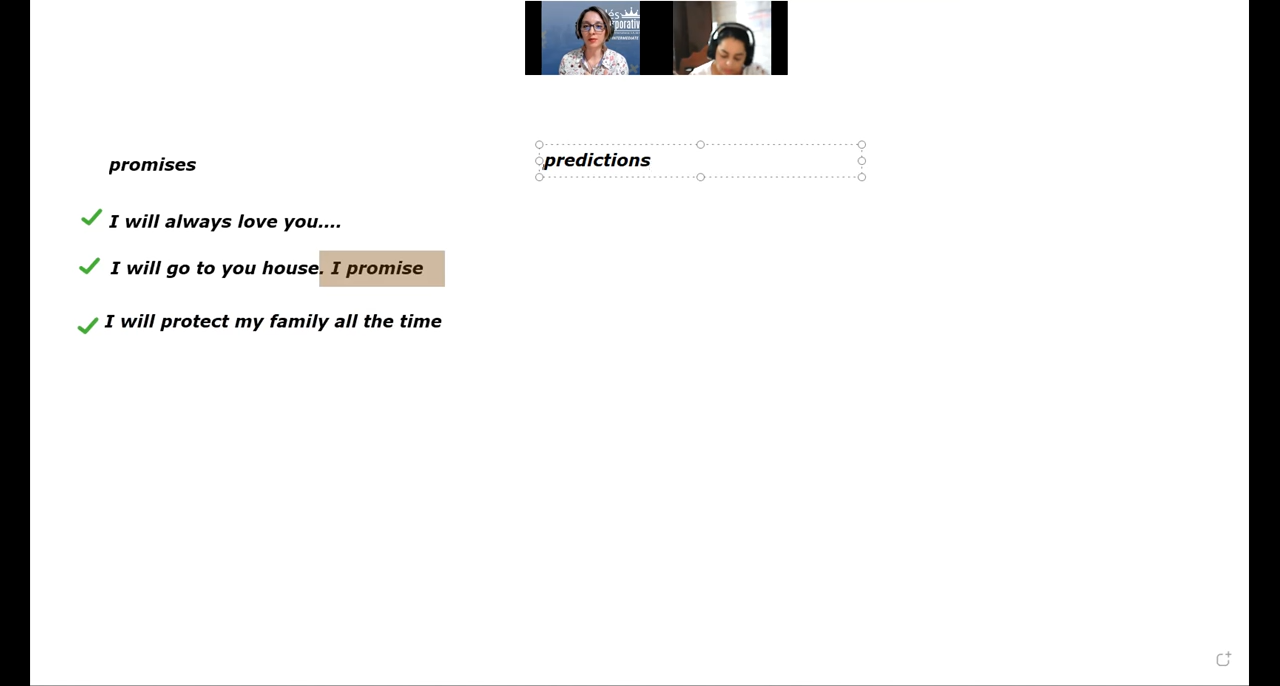 promises
predictions
I will always love you....
I will go to you house. I promise
I will protect my family all the time